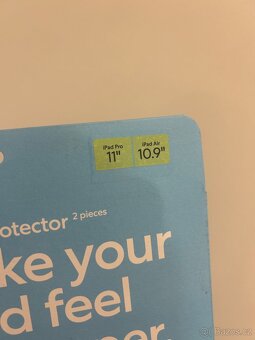 iPad Pro
11"
iPad Air
10.9"
otector 2 pieces
ke your
d feel